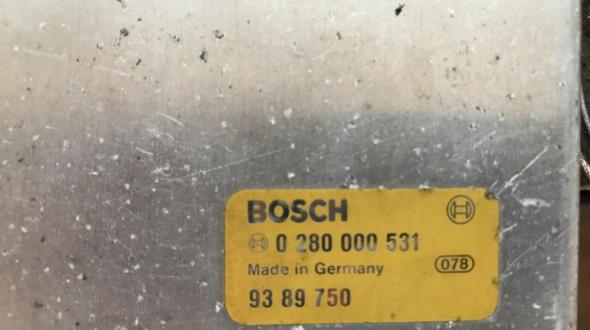 BOSCH
0 280 000 531
Made in Germany 078
93 89 750